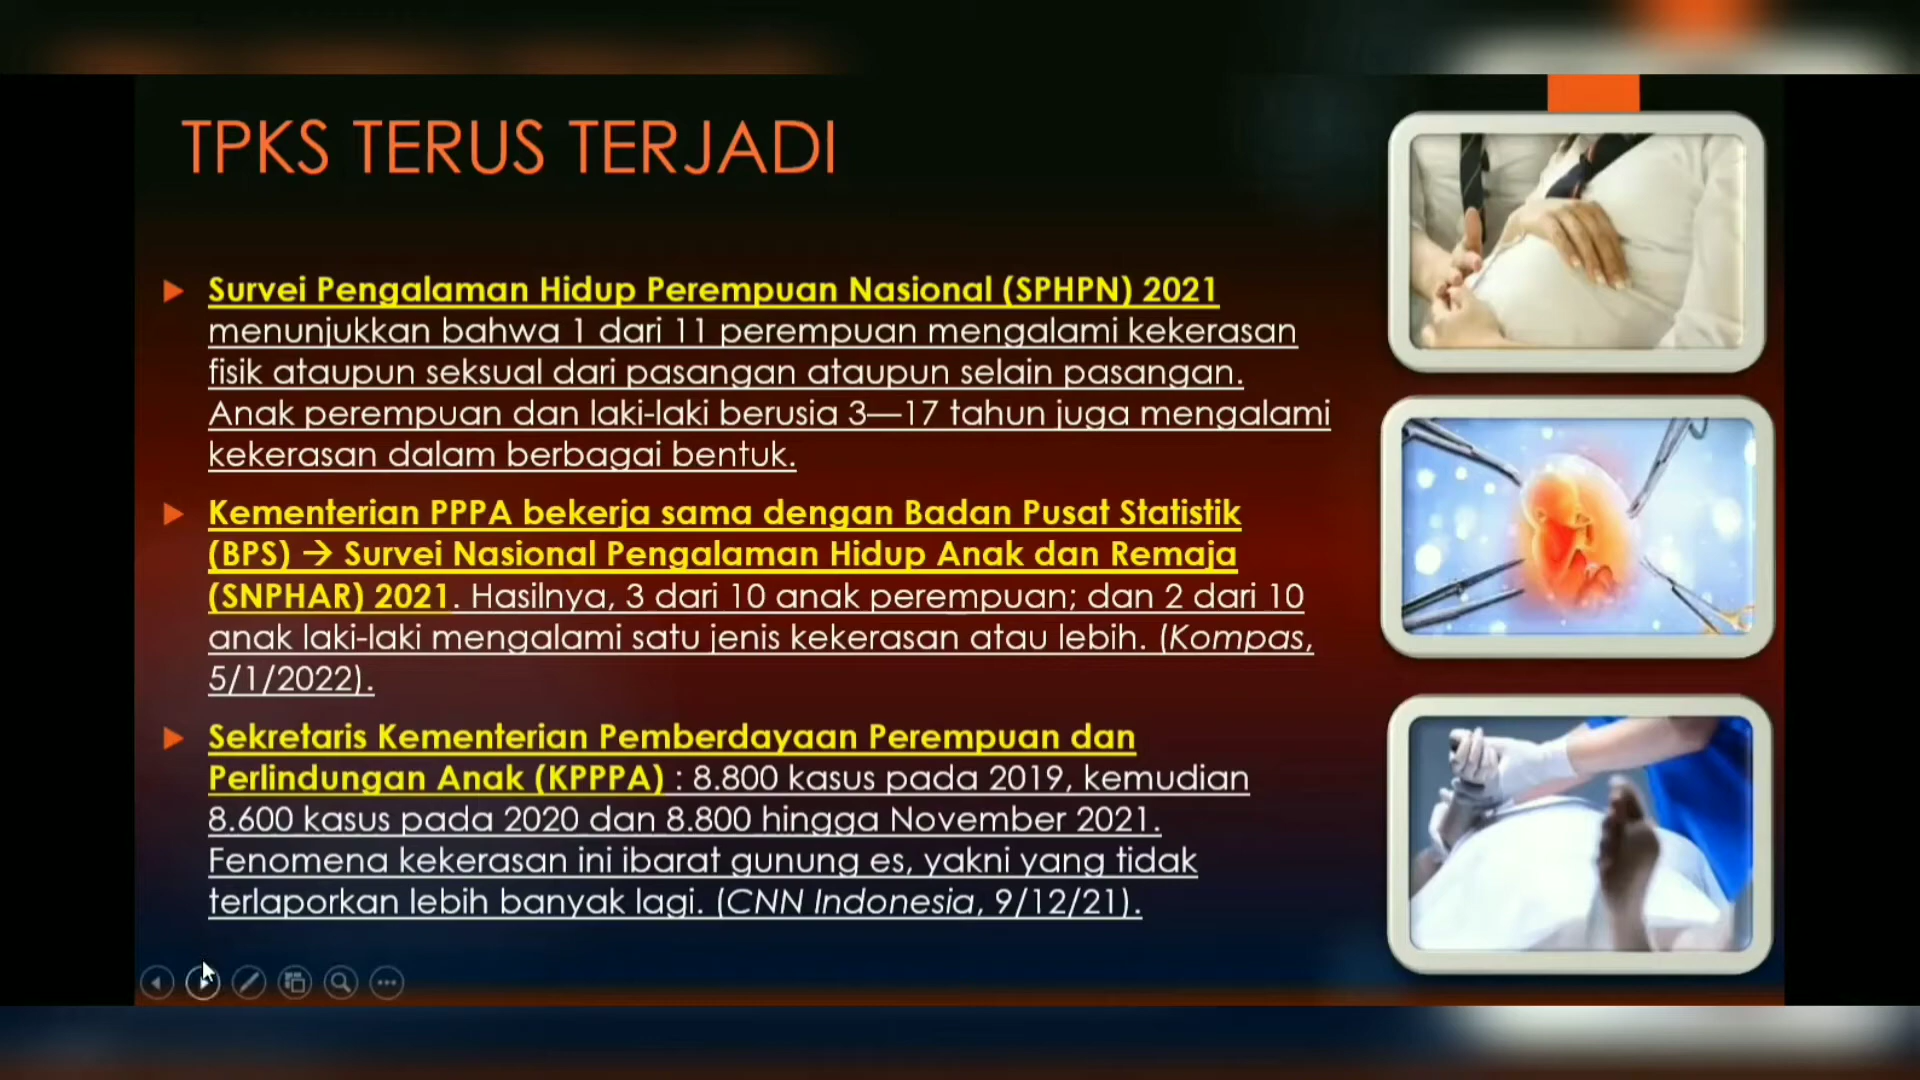 TPKS TERUS TERJADI
Survei Pengalaman Hidup Perempuan Nasional (SPHPN) 2021
menunjukkan bahwa 1 dari 11 perempuan mengalami kekerasan
fisik ataupun seksual dari pasangan ataupun selain pasangan.
Anak perempuan dan laki-laki berusia 3—17 tahun juga mengalami
kekerasan dalam berbagai bentuk.
Kementerian PPPA bekerja sama dengan Badan Pusat Statistik
(BPS) → Survei Nasional Pengalaman Hidup Anak dan Remaja
(SNPHAR) 2021. Hasilnya, 3 dari 10 anak perempuan; dan 2 dari 10
anak laki-laki mengalami satu jenis kekerasan atau lebih. (Kompas,
5/1/2022).
Sekretaris Kementerian Pemberdayaan Perempuan dan
Perlindungan Anak (KPPPA) : 8.800 kasus pada 2019, kemudian
8.600 kasus pada 2020 dan 8.800 hingga November 2021.
Fenomena kekerasan ini ibarat gunung es, yakni yang tidak
terlaporkan lebih banyak lagi. (CNN Indonesia, 9/12/21).